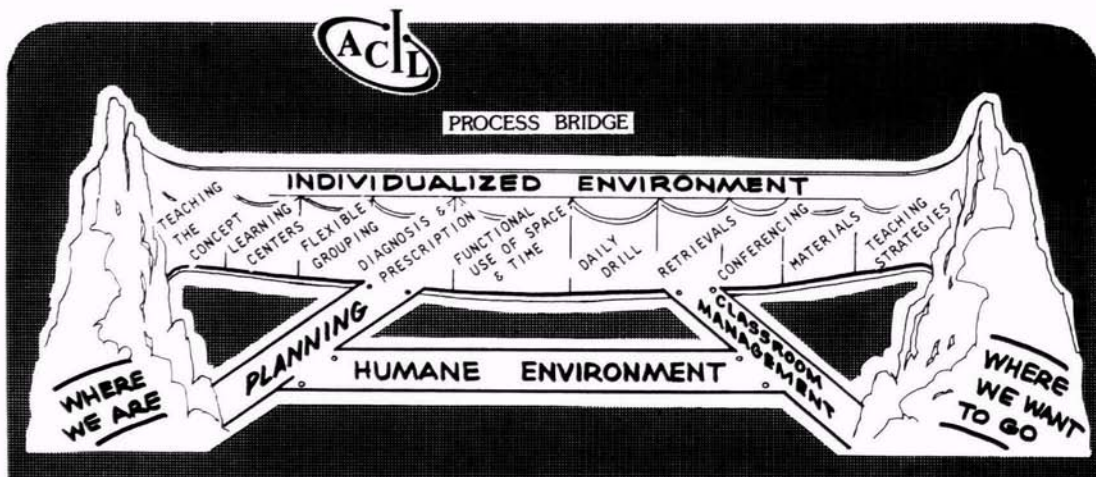 ACIL
PROCESS BRIDGE
INDIVIDUALIZED ENVIRONMENT
TEACHING
THE
CONCEPT
LEARNING
CENTERS
FLEXIBLE
GROUPING
DIAGNOSIS &
PRESCRIPTION
FUNCTIONAL
USE OF SPACE
& TIME
DAILY
DRILL
RETRIEVALS
CONFERENCING
MATERIALS
TEACHING
STRATEGIES
PLANNING
CLASSROOM
MANAGEMENT
HUMANE ENVIRONMENT
WHERE
WE ARE
WHERE
WE WANT
TO GO